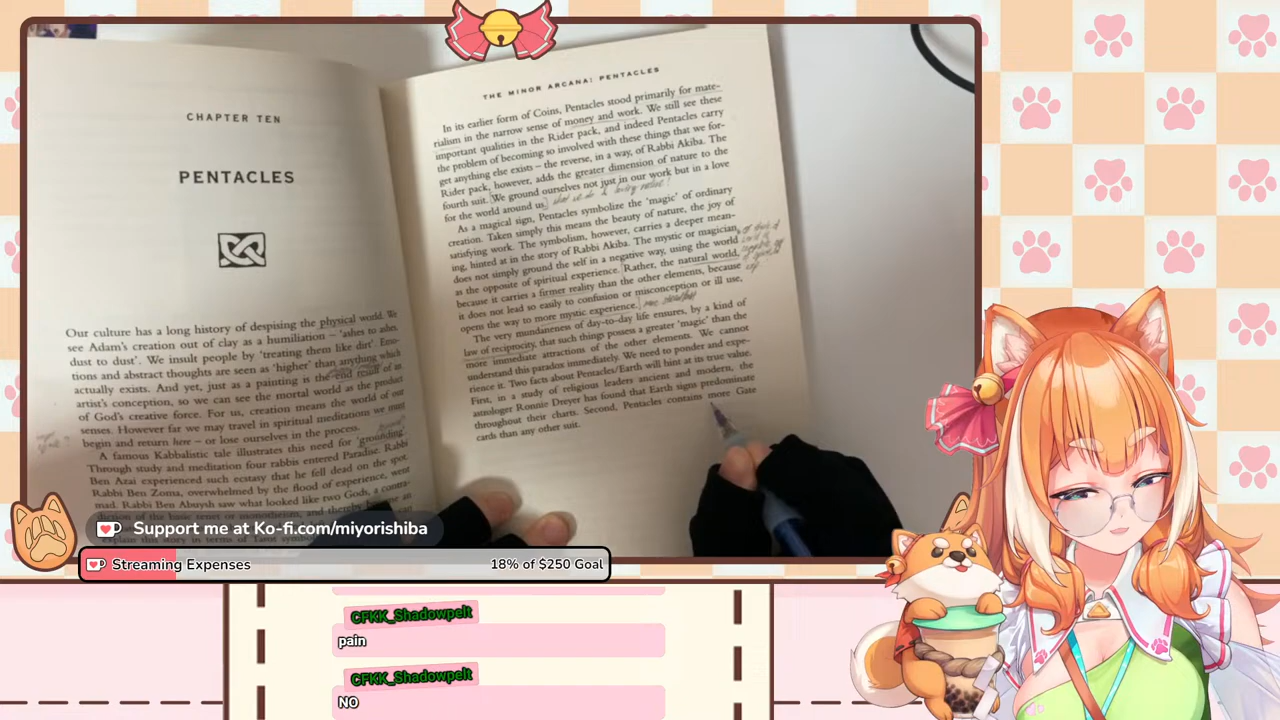 CHAPTER TEN
PENTACLES
Our culture has a long history of despising the physical world. We
see Adam's creation out of clay as a humiliation – 'ashes to ashes
dust to dust'. We insult people by 'treating them like dirt'. Emo-
tions and abstract thoughts are seen as 'higher' than anything which
actually exists. And yet, just as a painting is the end result of an
artist's conception, so we can see the mortal world as the product
of God's creative force. For us, creation means the world of our
senses. However far we may travel in spiritual meditations we must
begin and return here – or lose ourselves in the process.
A famous Kabbalistic tale illustrates this need for 'grounding'.
Through study and meditation four rabbis entered Paradise. Rabbi
Ben Azai experienced such ecstasy that he fell dead on the spot.
Rabbi Ben Zoma, overwhelmed by the flood of experience, went
mad. Rabbi Ben Abuysh saw what looked like two Gods, a contra-
THE MINOR ARCANA: PENTACLES
In its earlier form of Coins, Pentacles stood primarily for mate-
rialism in the narrow sense of money and work. We still see these
important qualities in the Rider pack, and indeed Pentacles carry
the problem of becoming so involved with these things that we for-
get anything else exists – the reverse, in a way, of Rabbi Akiba. The
Rider pack, however, adds the greater dimension of nature to the
fourth suit. We ground ourselves not just in our work but in a love
for the world around us.
As a magical sign, Pentacles symbolize the 'magic' of ordinary
creation. Taken simply this means the beauty of nature, the joy of
satisfying work. The symbolism, however, carries a deeper mean-
ing, hinted at in the story of Rabbi Akiba. The mystic or magician
does not simply ground the self in a negative way, using the world
as the opposite of spiritual experience. Rather, the natural world,
because it carries a firmer reality than the other elements, because
it does not lead so easily to confusion or misconception or ill use,
opens the way to more mystic experience.
The very mundaneness of day-to-day life ensures, by a kind of
law of reciprocity, that such things possess a greater 'magic' than the
more immediate attractions of the other elements. We cannot
understand this paradox immediately. We need to ponder and expe-
rience it. Two facts about Pentacles/Earth will hint at its true value.
First, in a study of religious leaders ancient and modern, the
astrologer Ronnie Dreyer has found that Earth signs predominate
throughout their charts. Second, Pentacles contains more Gate
cards than any other suit.
Support me at Ko-fi.com/miyorishiba
Streaming Expenses 18% of $250 Goal
CFKK_Shadowpelt
pain
CFKK_Shadowpelt
NO